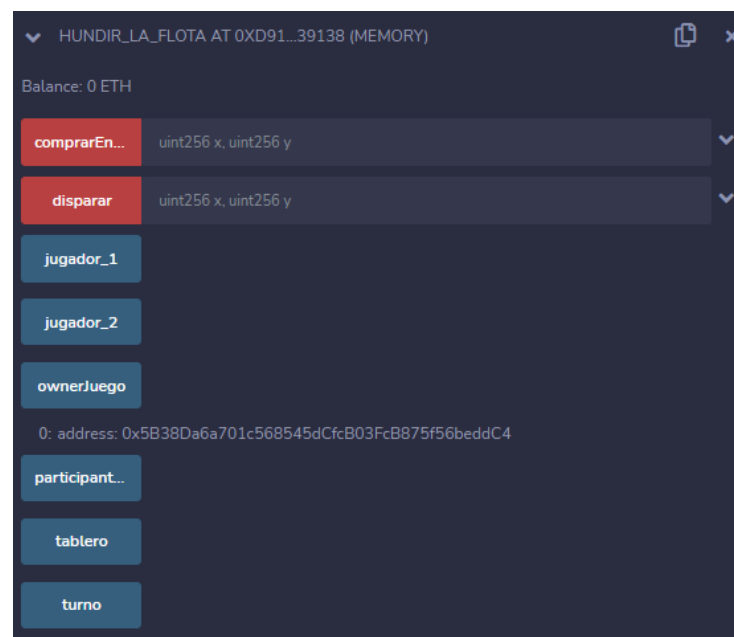 HUNDIR_LA_FLOTA AT 0XD91...39138 (MEMORY)
Balance: 0 ETH
comprarEn... uint256 x, uint256 y
disparar uint256 x, uint256 y
jugador_1
jugador_2
ownerJuego
0: address: 0x5B38Da6a701c568545dCfcB03FcB875f56beddC4
participant...
tablero
turno